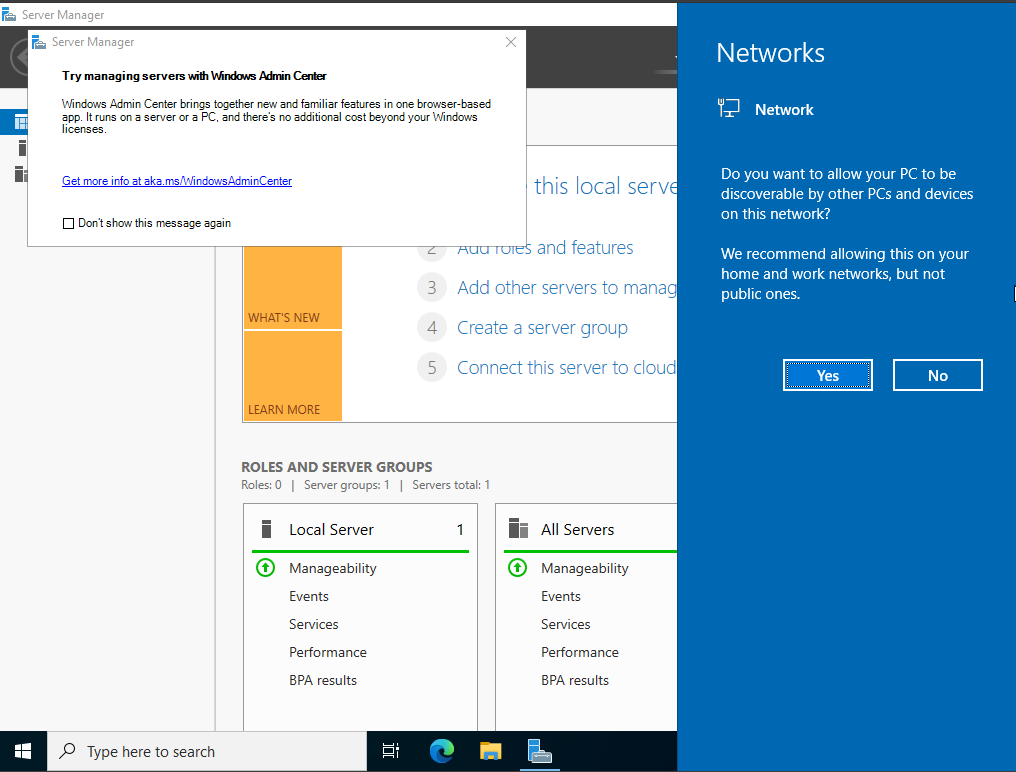 Server Manager
Server Manager
Try managing servers with Windows Admin Center
Windows Admin Center brings together new and familiar features in one browser-based
app. It runs on a server or a PC, and there's no additional cost beyond your Windows
licenses.
Get more info at aka.ms/WindowsAdminCenter
Don't show this message again
this local serve
2 Add roles and features
3 Add other servers to manag
4 Create a server group
5 Connect this server to cloud
WHAT'S NEW
LEARN MORE
ROLES AND SERVER GROUPS
Roles: 0 | Server groups: 1 | Servers total: 1
Local Server 1
Manageability
Events
Services
Performance
BPA results
All Servers
Manageability
Events
Services
Performance
BPA results
Networks
Network
Do you want to allow your PC to be
discoverable by other PCs and devices
on this network?
We recommend allowing this on your
home and work networks, but not
public ones.
Yes
No
Type here to search